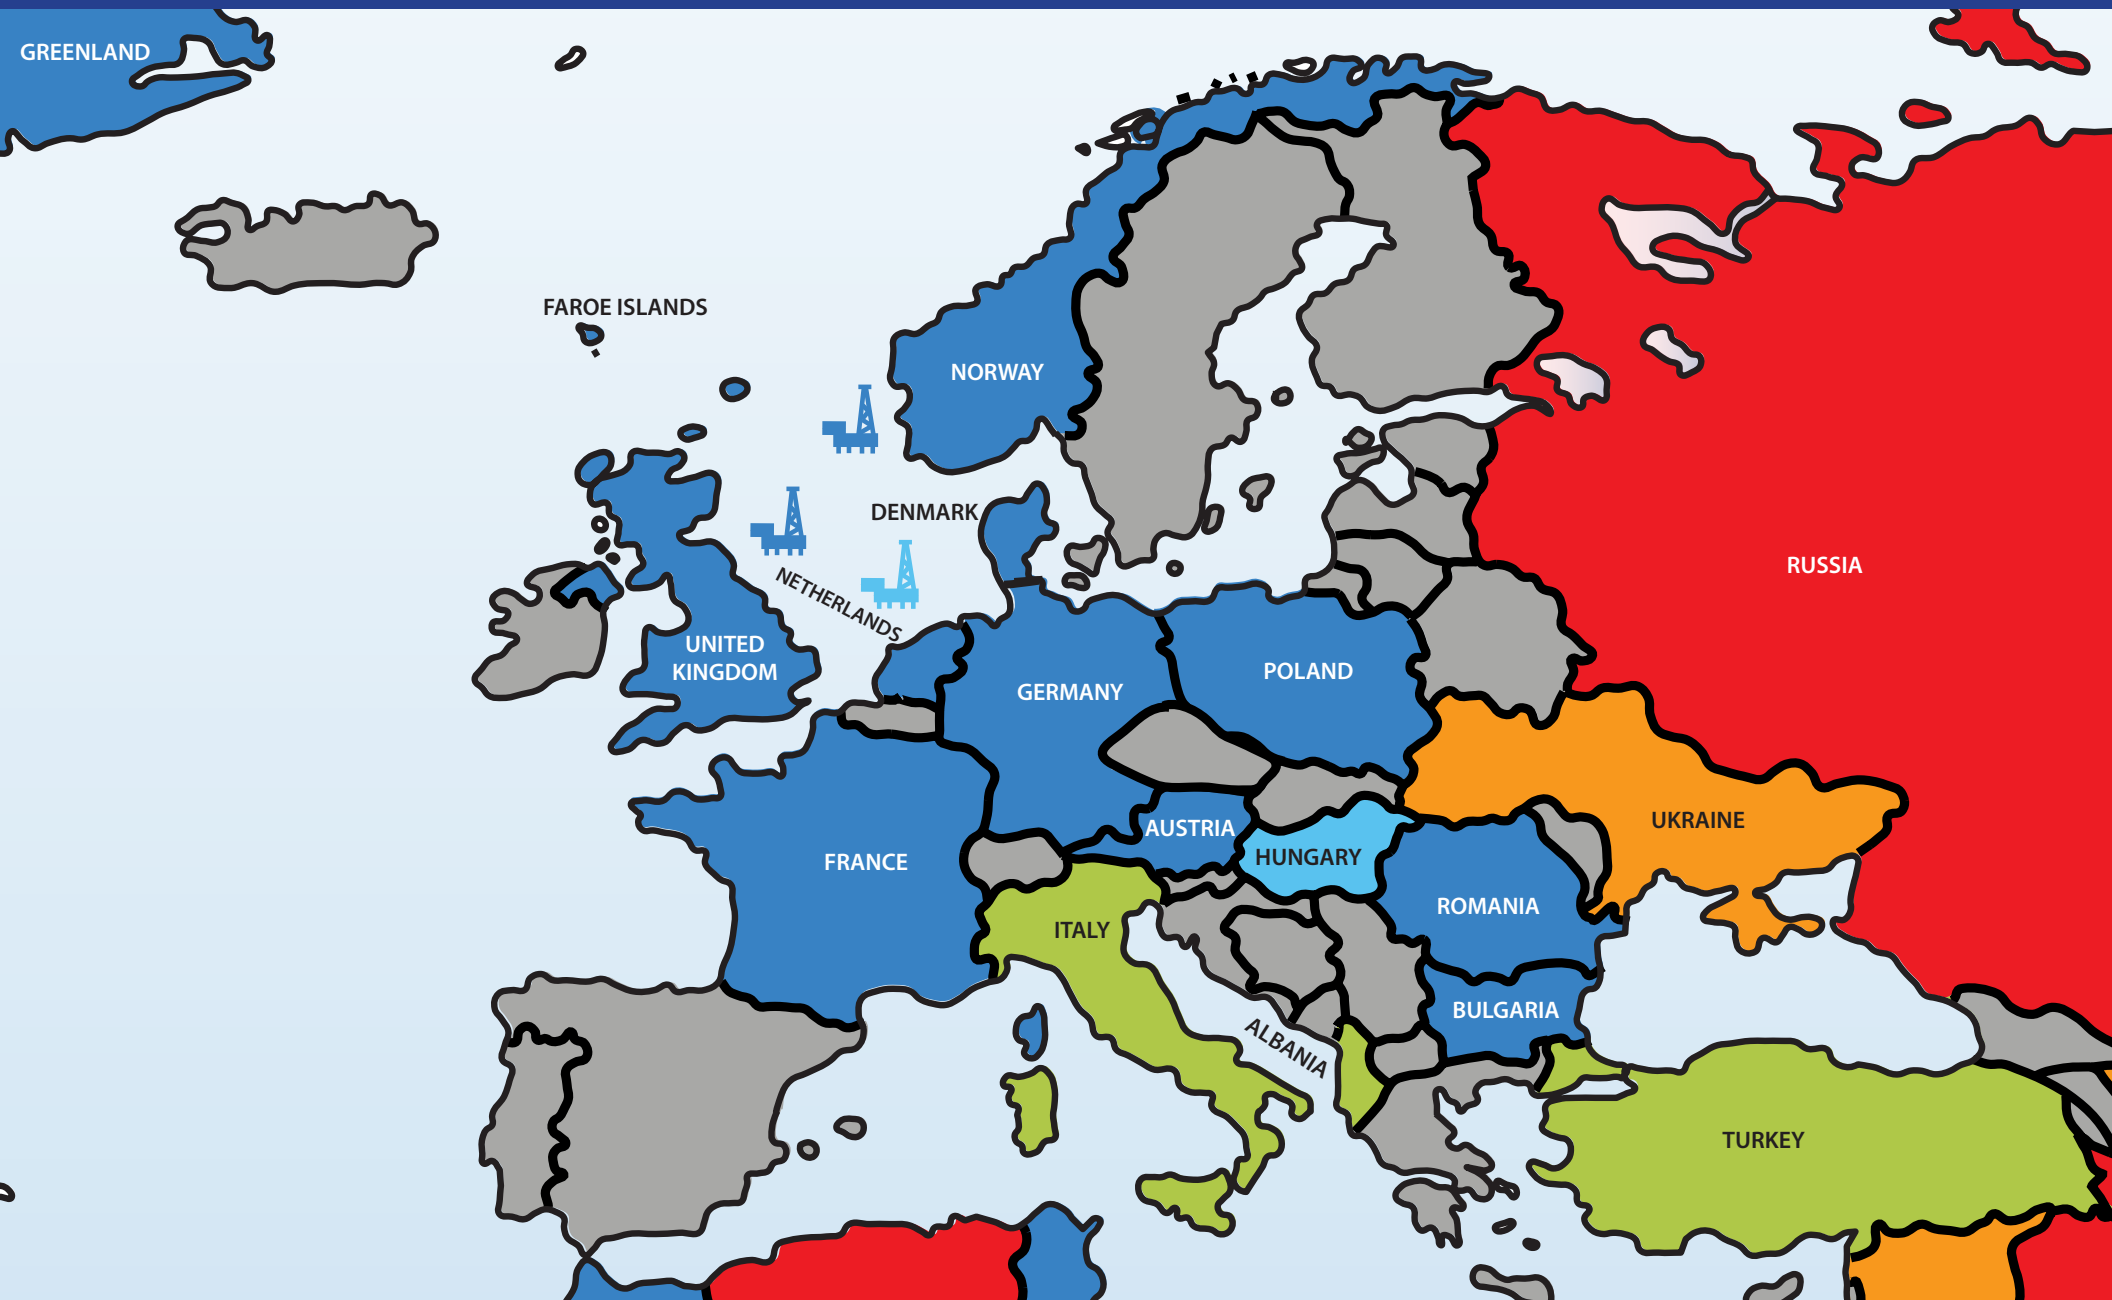 GREENLAND
FAROE ISLANDS
NORWAY
DENMARK
NETHERLANDS
RUSSIA
UNITED
KINGDOM
GERMANY
POLAND
UKRAINE
AUSTRIA
HUNGARY
FRANCE
ROMANIA
ITALY
BULGARIA
ALBANIA
TURKEY